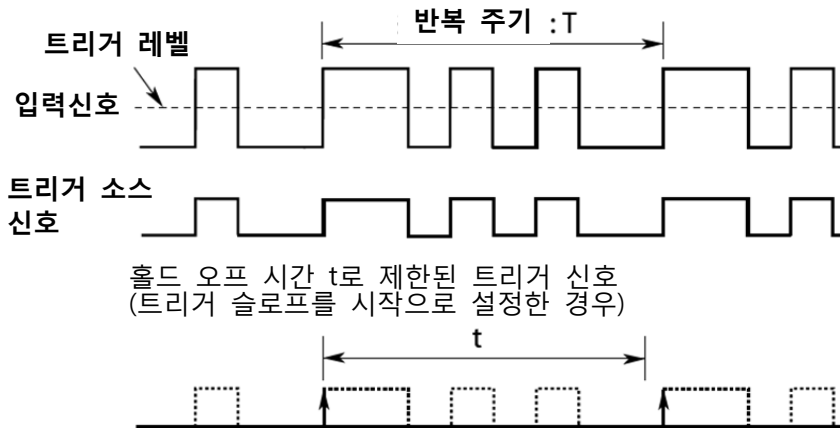 반복 주기 : T
트리거 레벨
입력신호
트리거 소스
신호
홀드 오프 시간 t로 제한된 트리거 신호
(트리거 슬로프를 시작으로 설정한 경우)
t